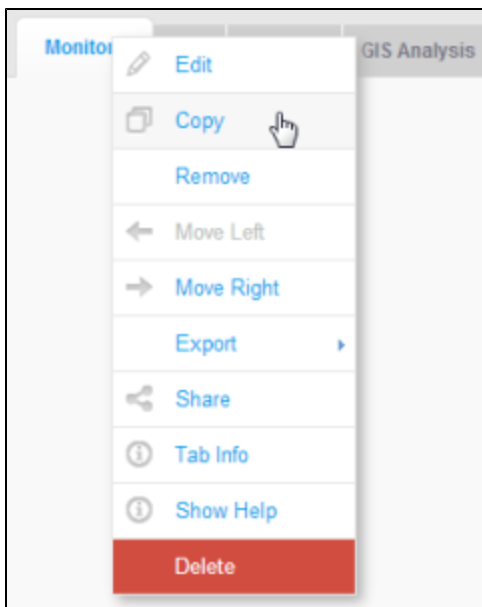 Monitor
GIS Analysis
Edit
Copy
Remove
Move Left
Move Right
Export
Share
Tab Info
Show Help
Delete